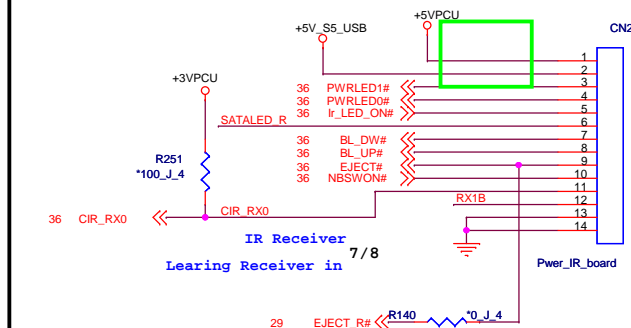 +5VPCU
+5V_S5_USB
CN2
+3VPCU
1
2
36 PWRLED1# 3
36 PWRLED0# 4
36 Ir_LED_ON# 5
SATALED_R 6
36 BL_DW# 7
36 BL_UP# 8
36 EJECT# 9
36 NBSWON# 10
R251
*100_J_4
11
RX1B 12
36 CIR_RX0 CIR_RX0 13
14
IR Receiver
7/8
Learing Receiver in
Pwer_IR_board
29 EJECT_R# R140 *0_J_4